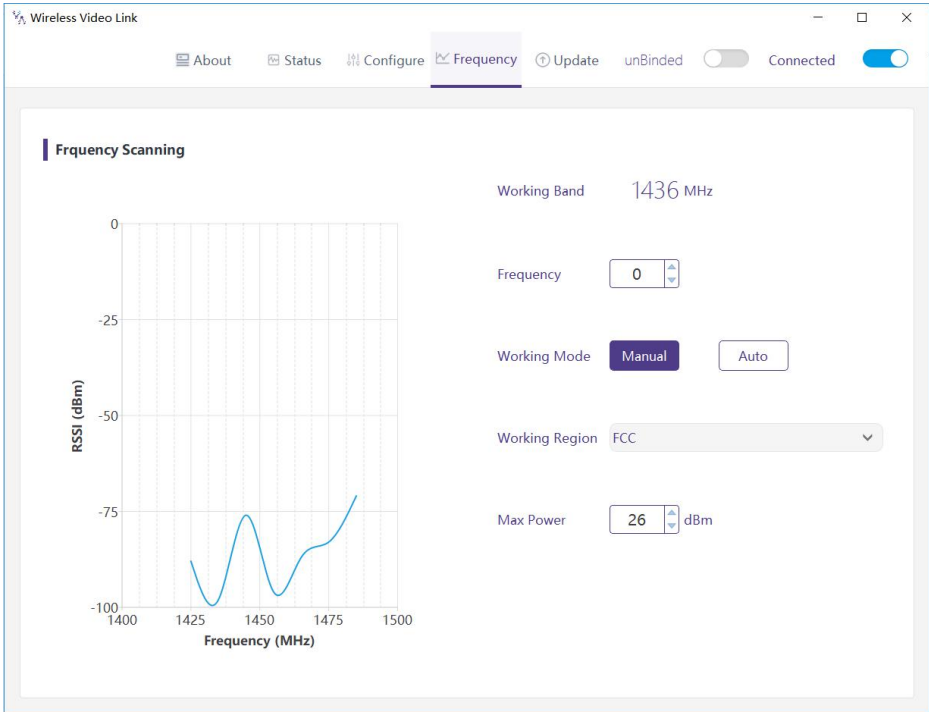 Wireless Video Link
About Status Configure Frequency Update unBinded Connected
Frquency Scanning
Working Band 1436 MHz
Frequency 0
Working Mode Manual Auto
Working Region FCC
Max Power 26 dBm
RSSI (dBm)
0
-25
-50
-75
-100
1400 1425 1450 1475 1500
Frequency (MHz)